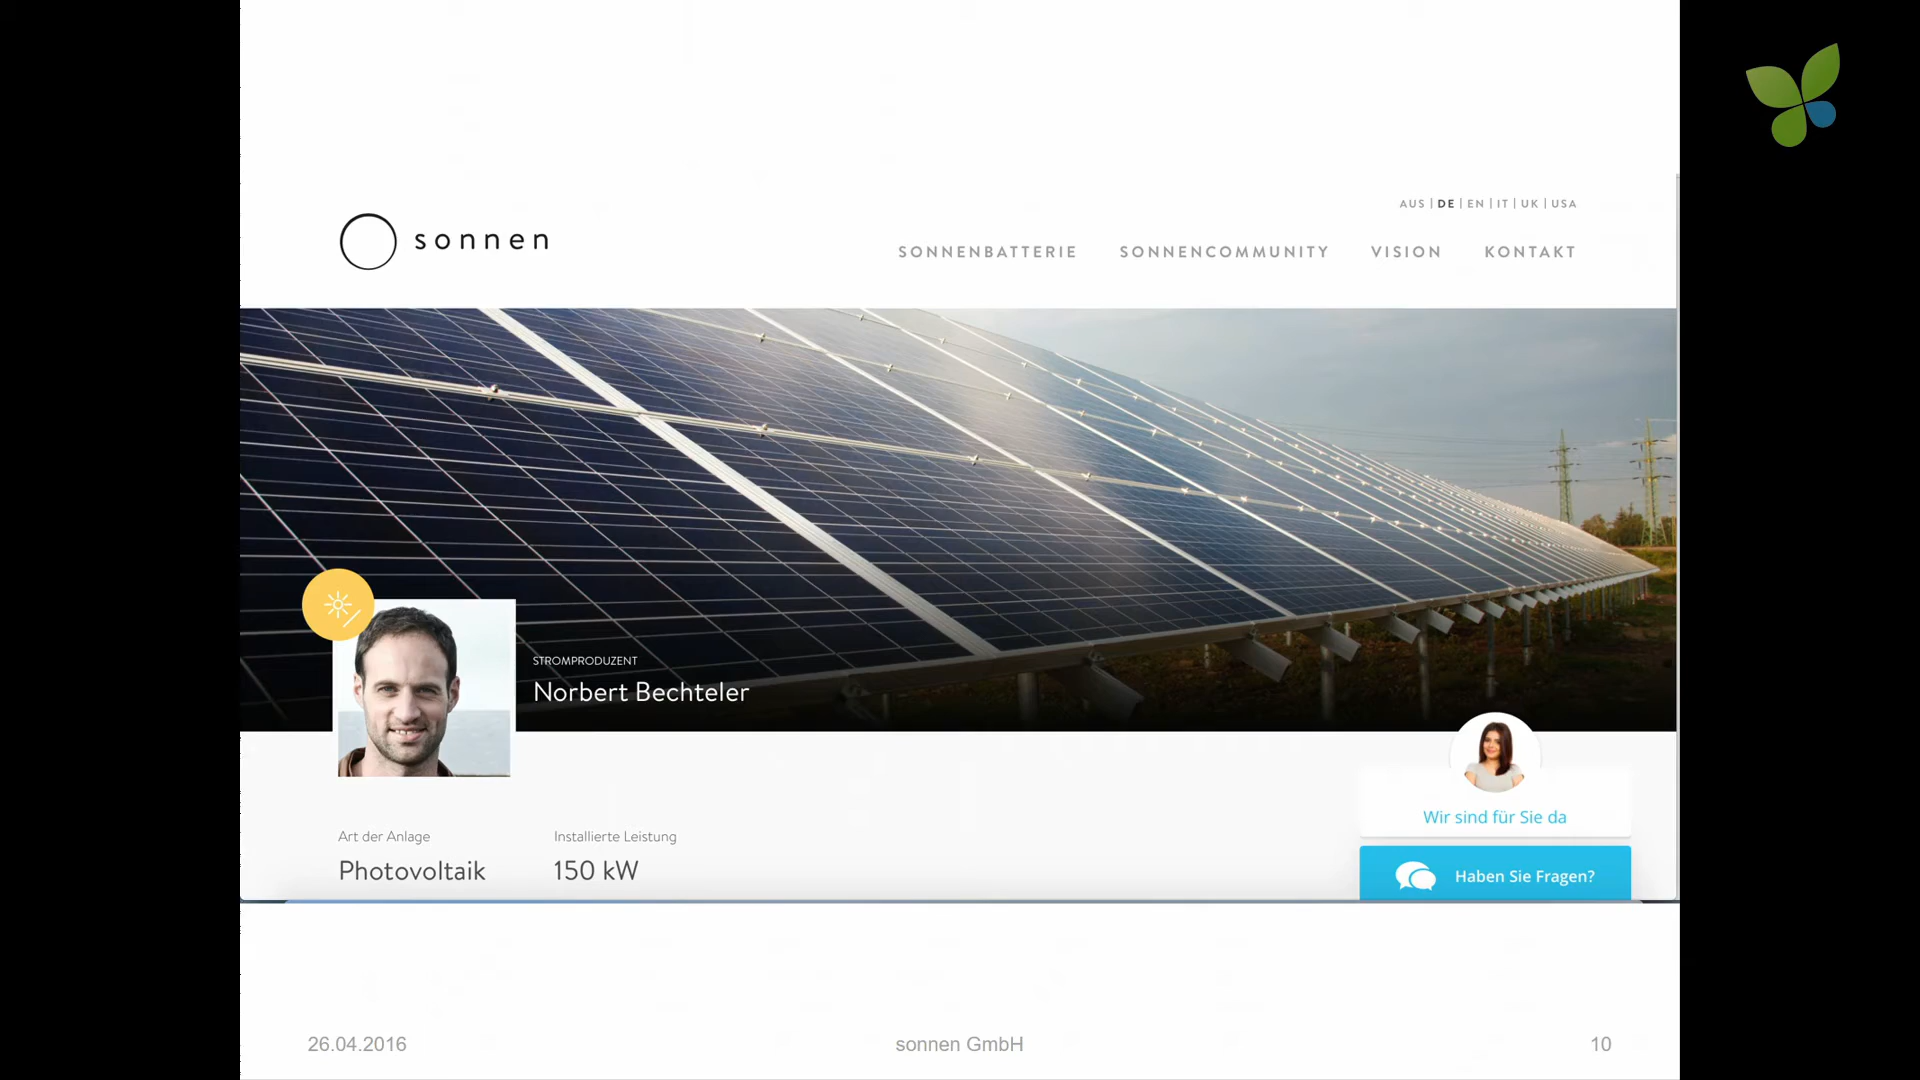 AUS | DE | EN | IT | UK | USA
sonnen
SONNENBATTERIE SONNENCOMMUNITY VISION KONTAKT
STROMPRODUZENT
Norbert Bechteler
Art der Anlage
Photovoltaik
Installierte Leistung
150 kW
Wir sind für Sie da
Haben Sie Fragen?
26.04.2016 sonnen GmbH 10